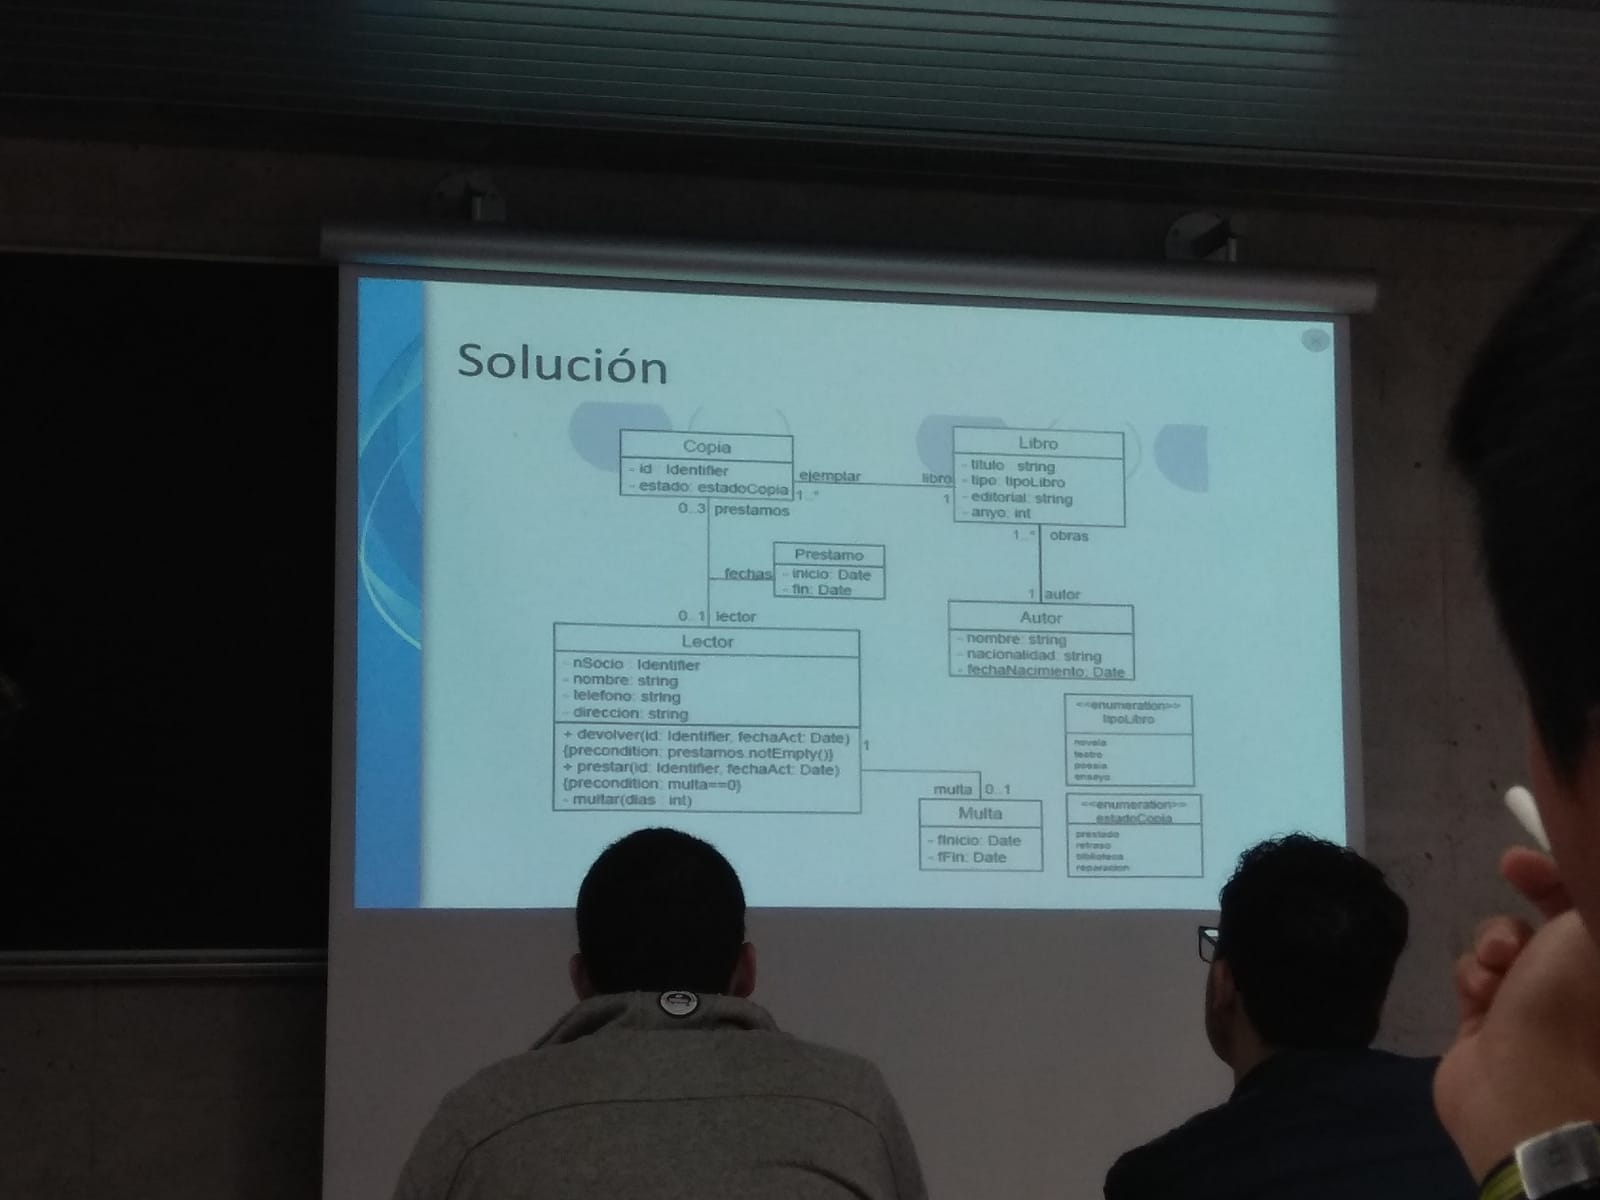 Solución
Copia
- id : Identifier
- estado: estadoCopia
ejemplar
1..*
libro
1
Libro
- titulo : string
- tipo: tipoLibro
- editorial: string
- anyo: int
0..3 prestamos
1..* obras
Prestamo
- inicio: Date
- fin: Date
fechas
0..1 lector
1 autor
Autor
- nombre: string
- nacionalidad: string
- fechaNacimiento: Date
Lector
- nSocio : Identifier
- nombre: string
- telefono: string
- direccion: string
+ devolver(id: Identifier, fechaAct: Date)
{precondition: prestamos.notEmpty()}
+ prestar(id: Identifier, fechaAct: Date)
{precondition: multa==0}
- multar(dias : int)
1
multa 0..1
Multa
- fInicio: Date
- fFin: Date
<<enumeration>>
tipoLibro
novela
teatro
poesia
ensayo
<<enumeration>>
estadoCopia
prestado
retraso
biblioteca
reparacion